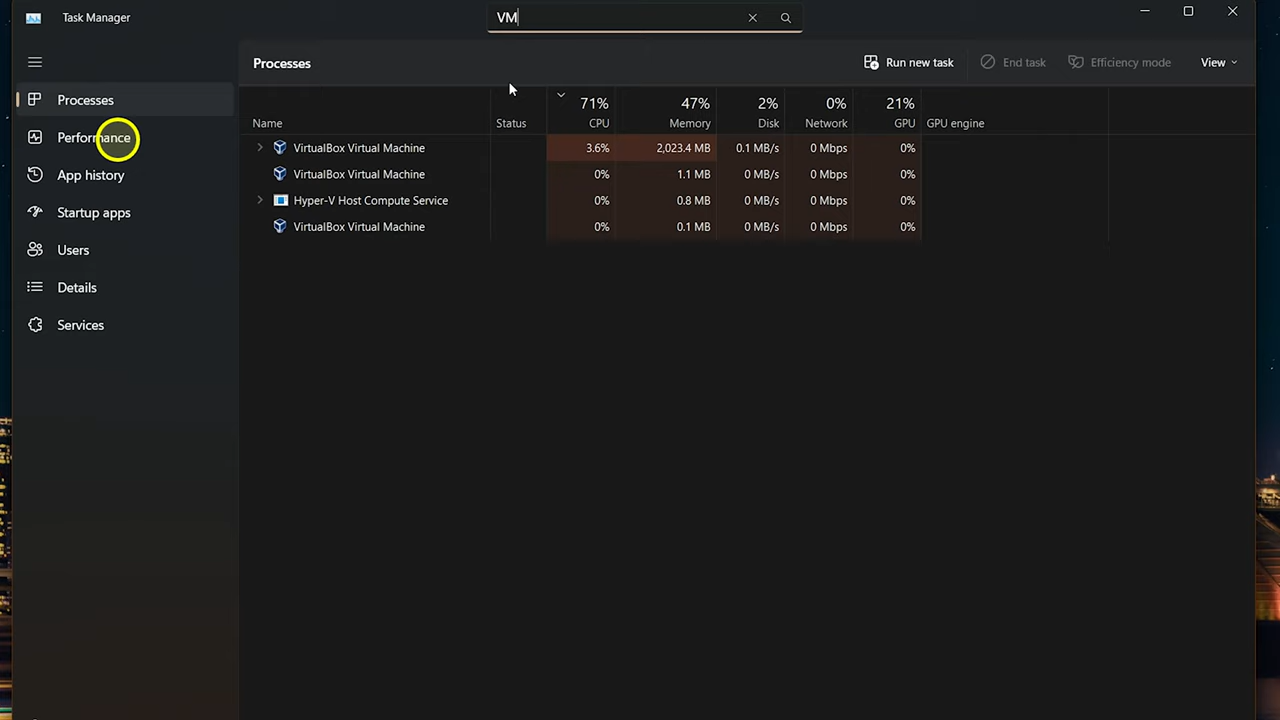 Task Manager
VM
Processes
Run new task
End task
Efficiency mode
View
Processes
Performance
App history
Startup apps
Users
Details
Services
71% 47% 2% 0% 21%
Name Status CPU Memory Disk Network GPU GPU engine
VirtualBox Virtual Machine 3.6% 2,023.4 MB 0.1 MB/s 0 Mbps 0%
VirtualBox Virtual Machine 0% 1.1 MB 0 MB/s 0 Mbps 0%
Hyper-V Host Compute Service 0% 0.8 MB 0 MB/s 0 Mbps 0%
VirtualBox Virtual Machine 0% 0.1 MB 0 MB/s 0 Mbps 0%